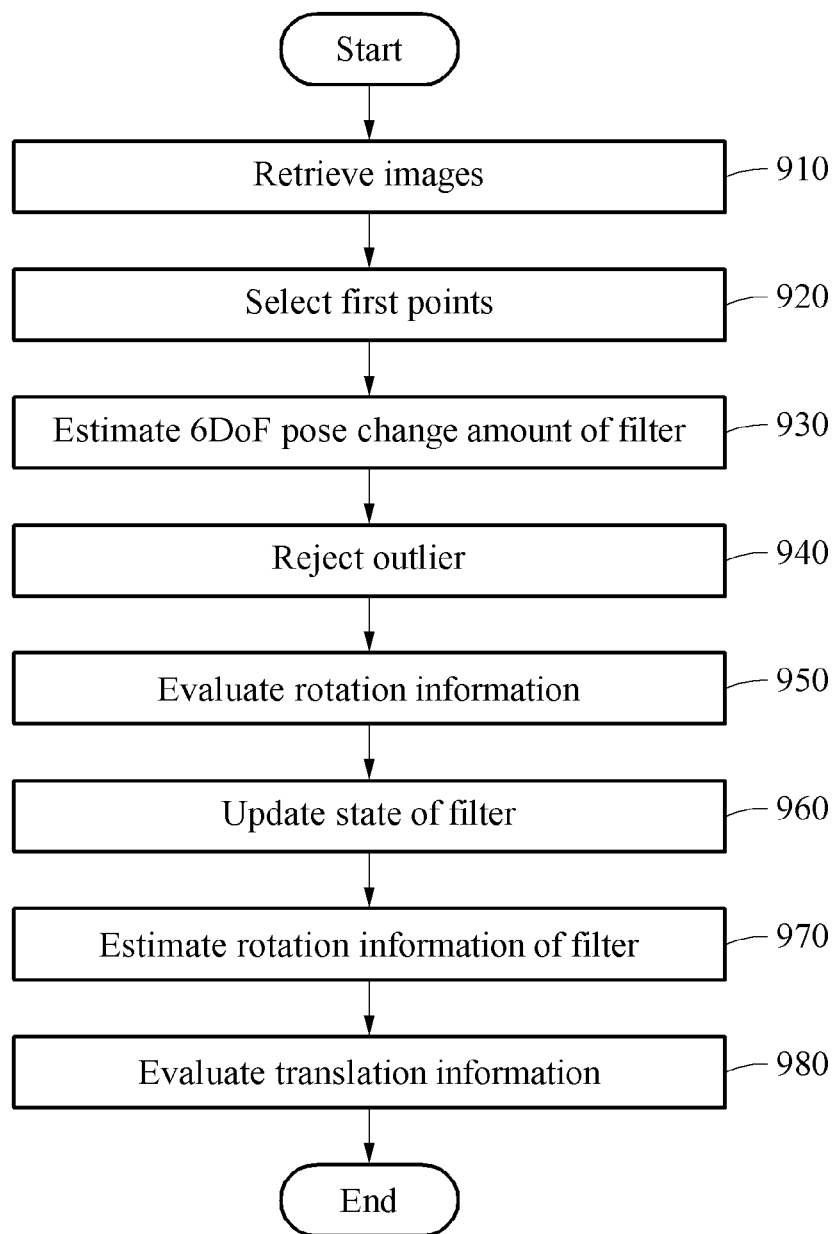 Start
Retrieve images 910
Select first points 920
Estimate 6DoF pose change amount of filter 930
Reject outlier 940
Evaluate rotation information 950
Update state of filter 960
Estimate rotation information of filter 970
Evaluate translation information 980
End